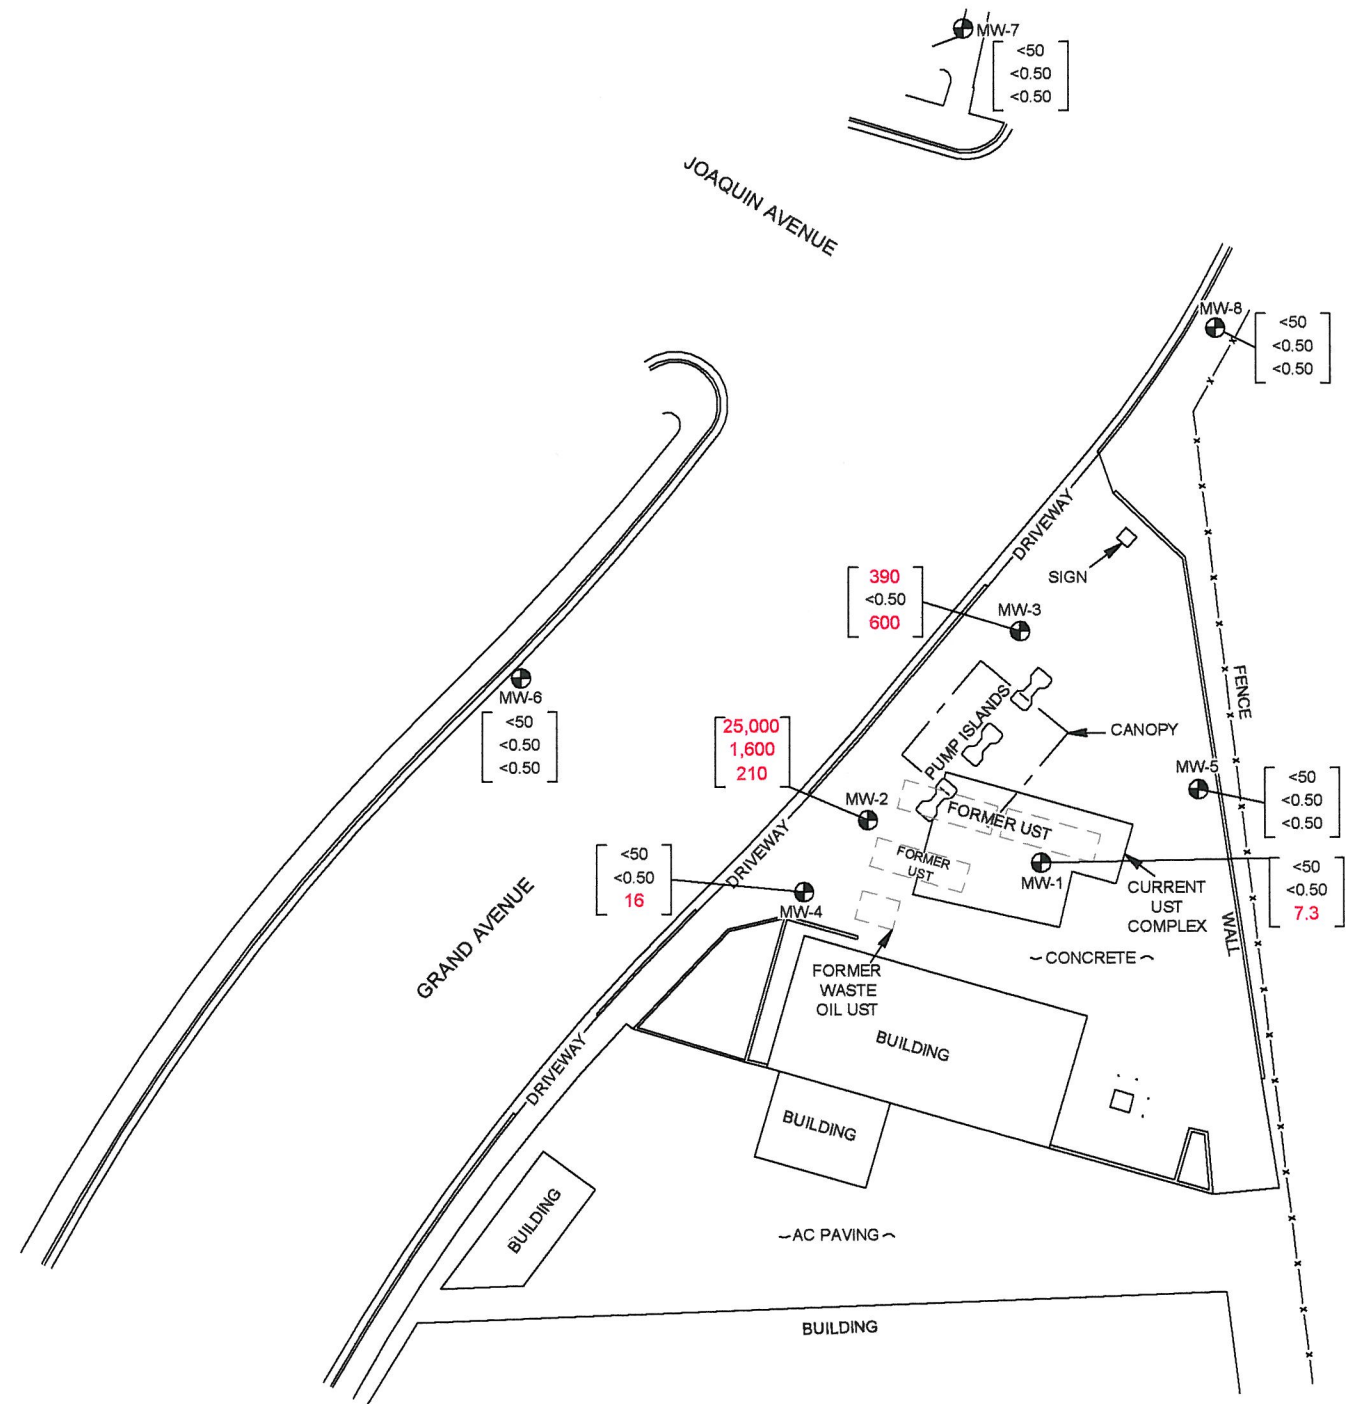 MW-7
<50
<0.50
<0.50
JOAQUIN AVENUE
MW-8
<50
<0.50
<0.50
DRIVEWAY
SIGN
390
<0.50
600
MW-3
FENCE
MW-6
<50
<0.50
<0.50
25,000
1,600
210
PUMP ISLANDS
CANOPY
MW-5
<50
<0.50
<0.50
MW-2
FORMER UST
FORMER
UST
MW-1
<50
<0.50
7.3
CURRENT
UST
COMPLEX
DRIVEWAY
<50
<0.50
16
MW-4
GRAND AVENUE
WALL
~CONCRETE~
FORMER
WASTE
OIL UST
BUILDING
DRIVEWAY
BUILDING
BUILDING
~AC PAVING~
BUILDING
x x x x x x x x x x x x x x x x x x x x x x x